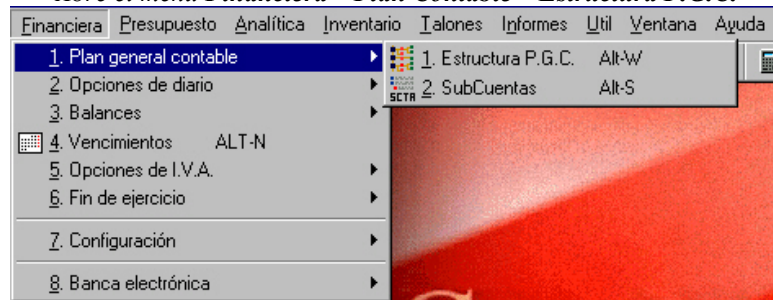 Financiera Presupuesto Analítica Inventario Talones Informes Util Ventana Ayuda
1. Plan general contable
2. Opciones de diario
3. Balances
4. Vencimientos ALT-N
5. Opciones de I.V.A.
6. Fin de ejercicio
7. Configuración
8. Banca electrónica
1. Estructura P.G.C. Alt-W
SCTA 2. SubCuentas Alt-S